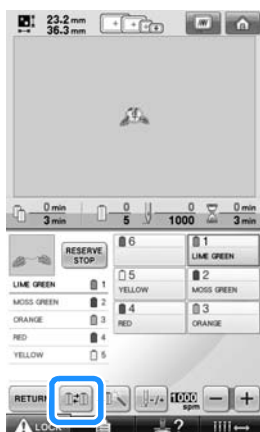 23.2 mm
36.3 mm
0 min
3 min
0
5
0
1000
0 min
3 min
RESERVE
STOP
6
1
LIME GREEN
LIME GREEN 1
5
YELLOW
2
MOSS GREEN
MOSS GREEN 2
ORANGE 3
4
RED
3
ORANGE
RED 4
YELLOW 5
RETURN
-/+
1000
spm
-
+
LOCK
?